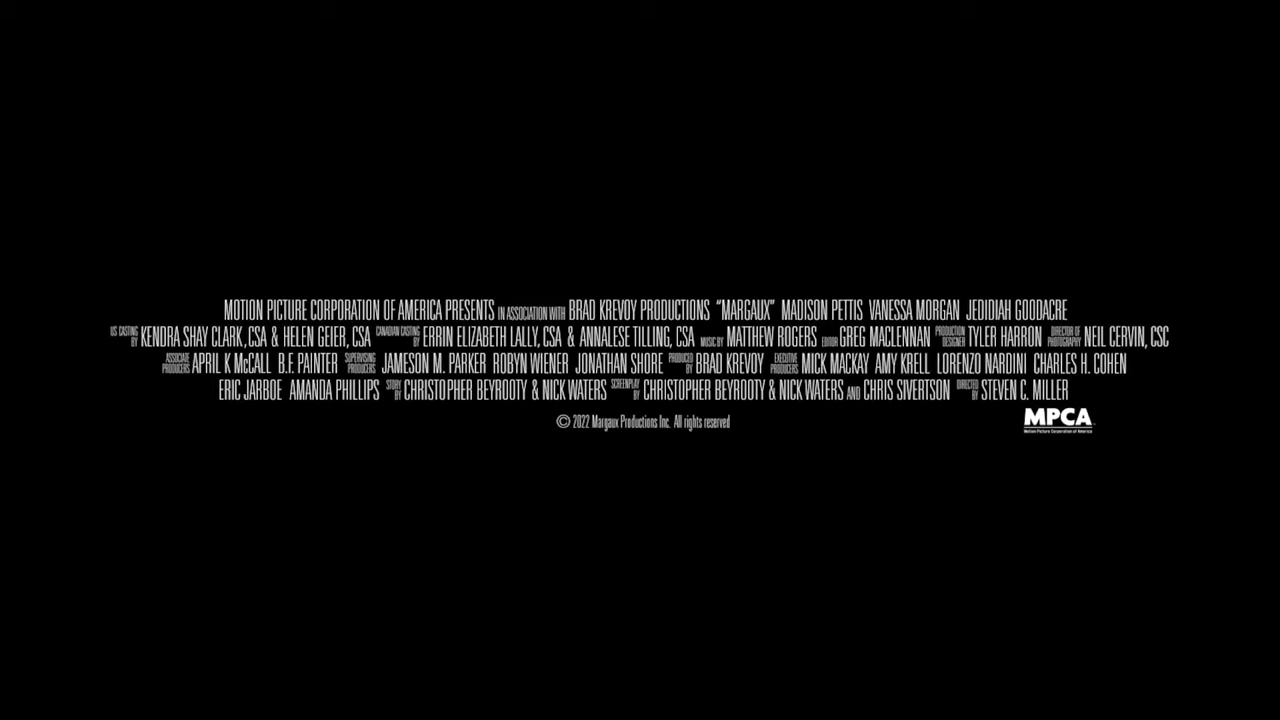 MOTION PICTURE CORPORATION OF AMERICA PRESENTS IN ASSOCIATION WITH BRAD KREVOY PRODUCTIONS "MARGAUX" MADISON PETTIS VANESSA MORGAN JEDIDIAH GOODACRE
US CASTING BY KENDRA SHAY CLARK, CSA & HELEN GEIER, CSA CANADIAN CASTING BY ERRIN ELIZABETH LALLY, CSA & ANNALESE TILLING, CSA MUSIC BY MATTHEW ROGERS EDITOR GREG MACLENNAN PRODUCTION DESIGNER TYLER HARRON DIRECTOR OF PHOTOGRAPHY NEIL CERVIN, CSC
ASSOCIATE PRODUCERS APRIL K McCALL B.F. PAINTER SUPERVISING PRODUCERS JAMESON M. PARKER ROBYN WIENER JONATHAN SHORE PRODUCED BY BRAD KREVOY EXECUTIVE PRODUCERS MICK MACKAY AMY KRELL LORENZO NARDINI CHARLES H. COHEN
ERIC JARBOE AMANDA PHILLIPS STORY BY CHRISTOPHER BEYROOTY & NICK WATERS SCREENPLAY BY CHRISTOPHER BEYROOTY & NICK WATERS AND CHRIS SIVERTSON DIRECTED BY STEVEN C. MILLER
© 2022 Margaux Productions Inc. All rights reserved
MPCA
Motion Picture Corporation of America